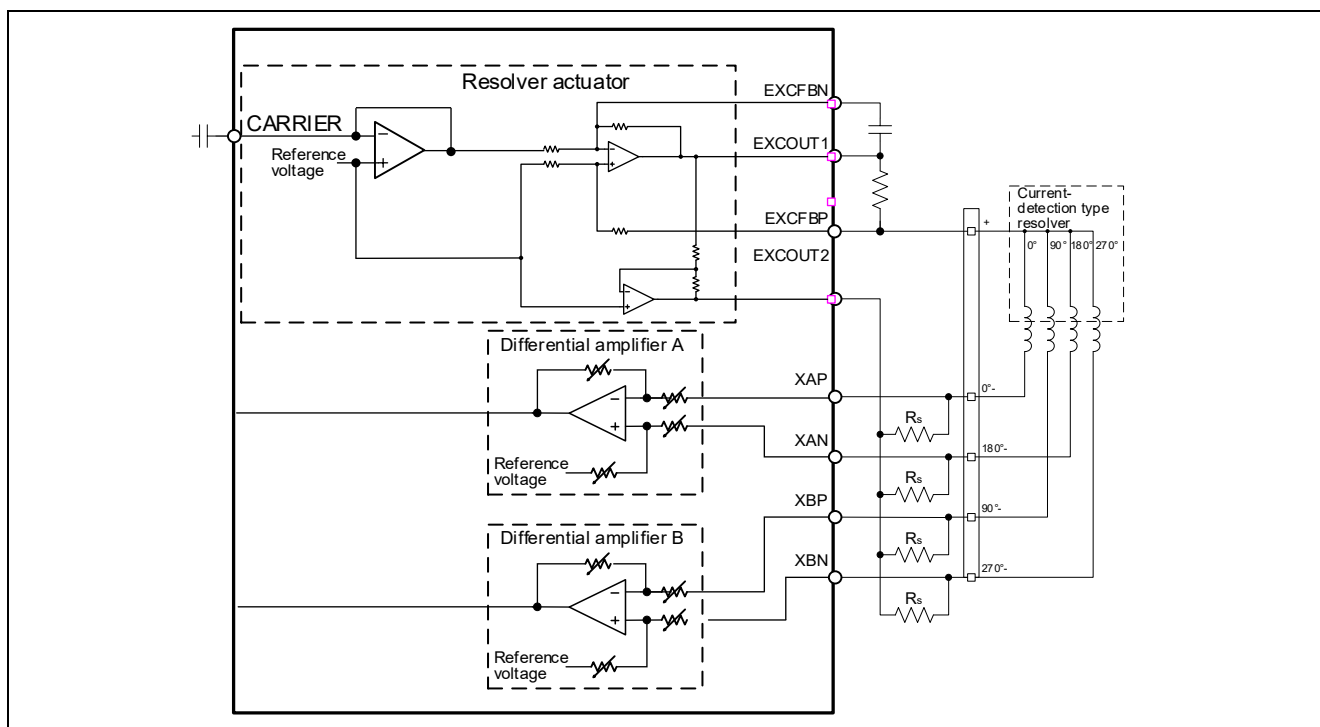 Resolver actuator
CARRIER
Reference
voltage
−
+
−
+
−
+
EXCFBN
EXCOUT1
EXCFBP
EXCOUT2
+
Current-
detection type
resolver
0° 90° 180° 270°
Differential amplifier A
−
+
Reference
voltage
XAP
XAN
0°-
Rs
180°-
Rs
Differential amplifier B
−
+
Reference
voltage
XBP
XBN
90°-
Rs
270°-
Rs